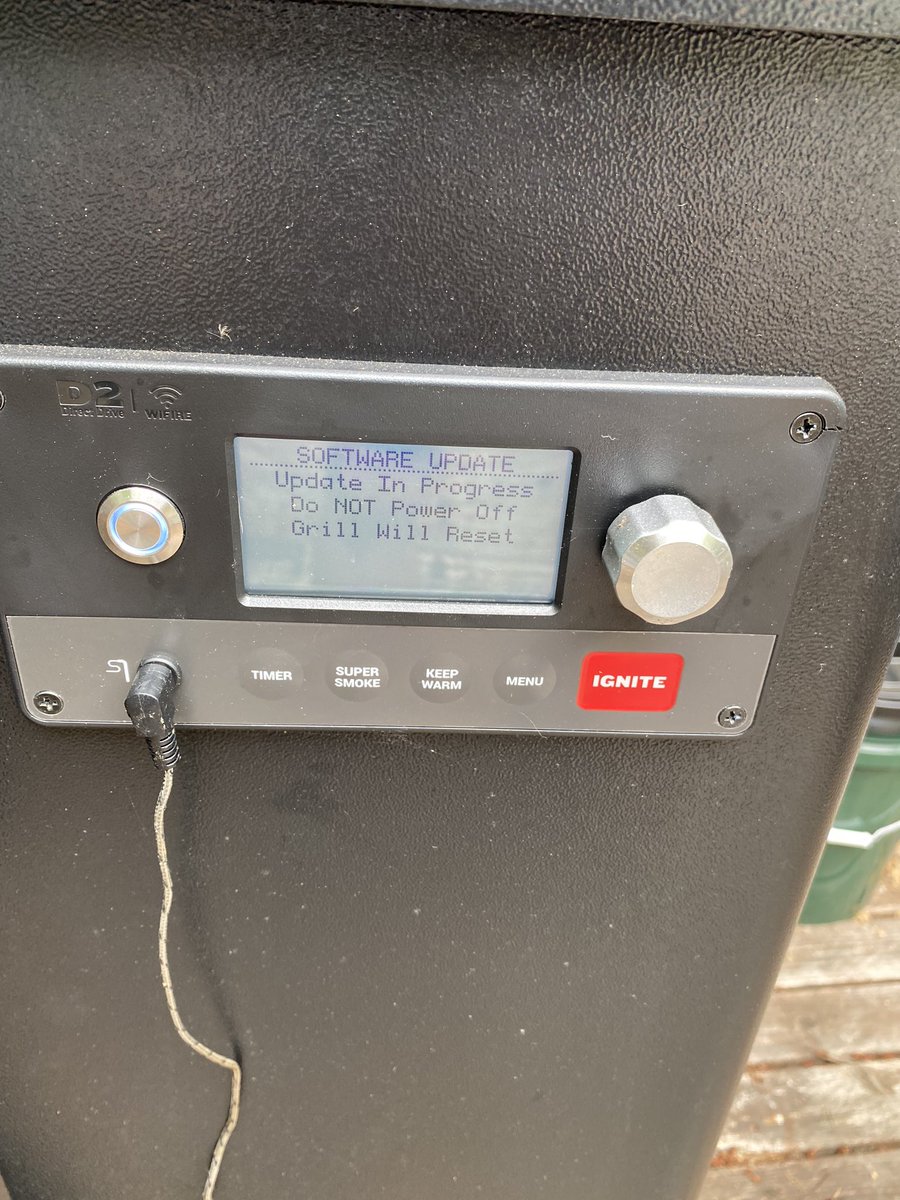 D2
Direct Drive
WiFIRE
SOFTWARE UPDATE
Update In Progress
Do NOT Power Off
Grill Will Reset
TIMER
SUPER
SMOKE
KEEP
WARM
MENU
IGNITE